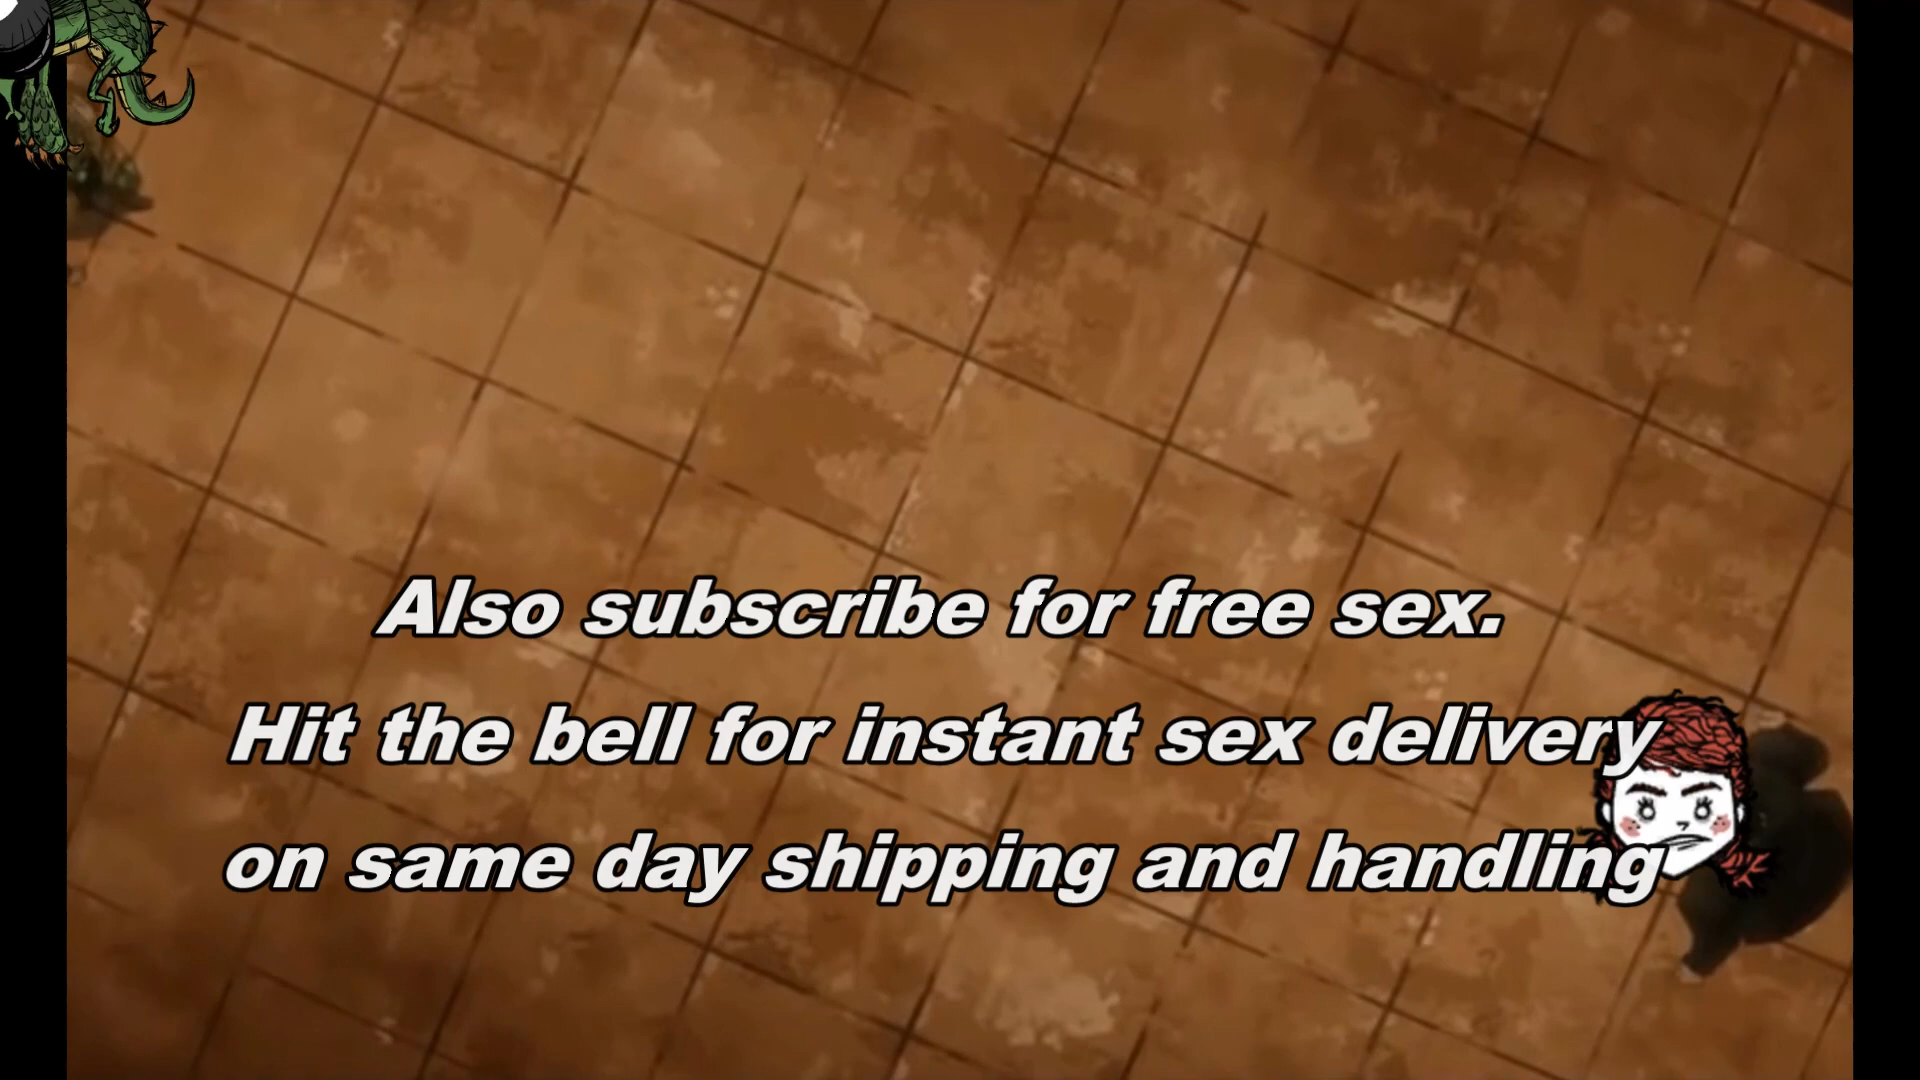 Also subscribe for free sex.
Hit the bell for instant sex delivery
on same day shipping and handling